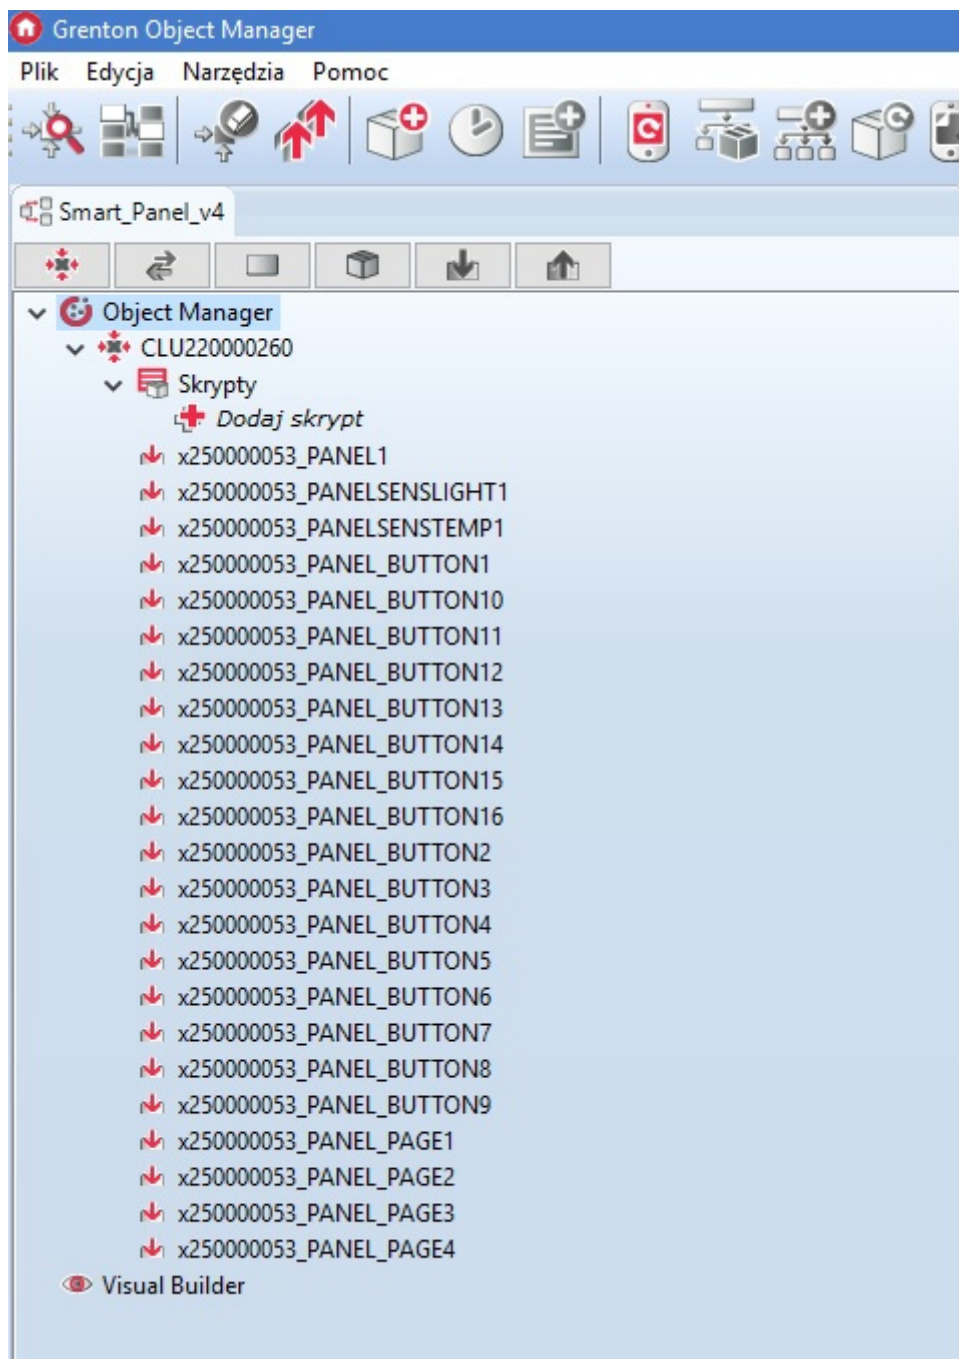 Grenton Object Manager
Plik Edycja Narzędzia Pomoc
Smart_Panel_v4
Object Manager
CLU220000260
Skrypty
Dodaj skrypt
x250000053_PANEL1
x250000053_PANELSENSLIGHT1
x250000053_PANELSENSTEMP1
x250000053_PANEL_BUTTON1
x250000053_PANEL_BUTTON10
x250000053_PANEL_BUTTON11
x250000053_PANEL_BUTTON12
x250000053_PANEL_BUTTON13
x250000053_PANEL_BUTTON14
x250000053_PANEL_BUTTON15
x250000053_PANEL_BUTTON16
x250000053_PANEL_BUTTON2
x250000053_PANEL_BUTTON3
x250000053_PANEL_BUTTON4
x250000053_PANEL_BUTTON5
x250000053_PANEL_BUTTON6
x250000053_PANEL_BUTTON7
x250000053_PANEL_BUTTON8
x250000053_PANEL_BUTTON9
x250000053_PANEL_PAGE1
x250000053_PANEL_PAGE2
x250000053_PANEL_PAGE3
x250000053_PANEL_PAGE4
Visual Builder